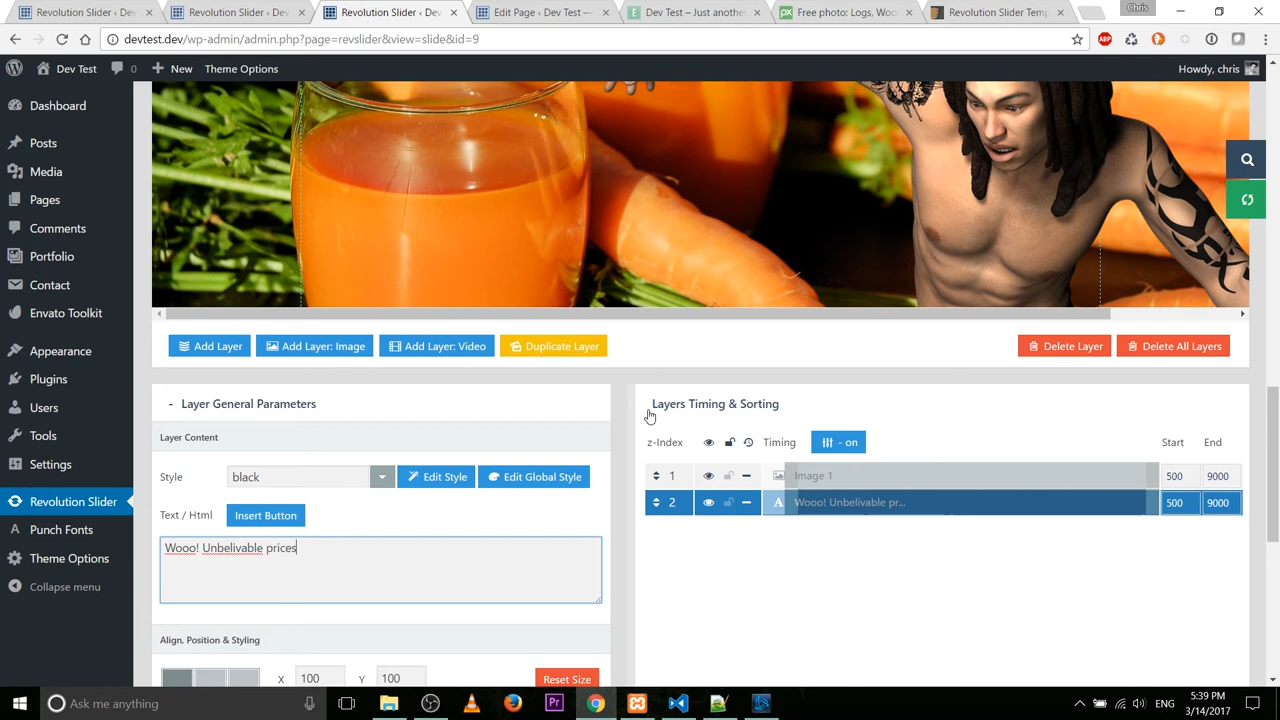 Revolution Slider ‹ Dev
Revolution Slider ‹ Dev
Revolution Slider ‹ Dev
Edit Page ‹ Dev Test —
Dev Test – Just anothe
Free photo: Logs, Woo
Revolution Slider Temp
Chris
devtest.dev/wp-admin/admin.php?page=revslider&view=slide&id=9
ABP
Dev Test
0
New
Theme Options
Howdy, chris
Dashboard
Posts
Media
Pages
Comments
Portfolio
Contact
Envato Toolkit
Appearance
Plugins
Users
Tools
Settings
Revolution Slider
Punch Fonts
Theme Options
Collapse menu
Add Layer
Add Layer: Image
Add Layer: Video
Duplicate Layer
Delete Layer
Delete All Layers
- Layer General Parameters
Layer Content
Style
black
Edit Style
Edit Global Style
Text / Html
Insert Button
Wooo! Unbelivable prices
Align, Position & Styling
X
100
Y
100
Reset Size
Layers Timing & Sorting
z-Index
Timing
- on
Start
End
1
Image 1
500
9000
2
A
Wooo! Unbelivable pr...
500
9000
Ask me anything
Pr
ENG
5:39 PM
3/14/2017